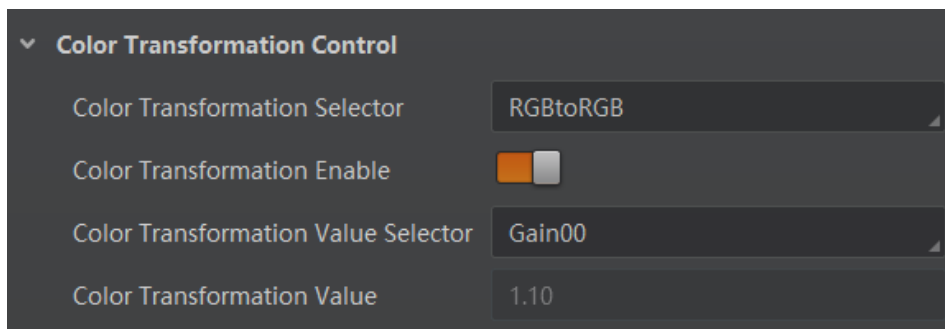 Color Transformation Control
Color Transformation Selector RGBtoRGB
Color Transformation Enable
Color Transformation Value Selector Gain00
Color Transformation Value 1.10